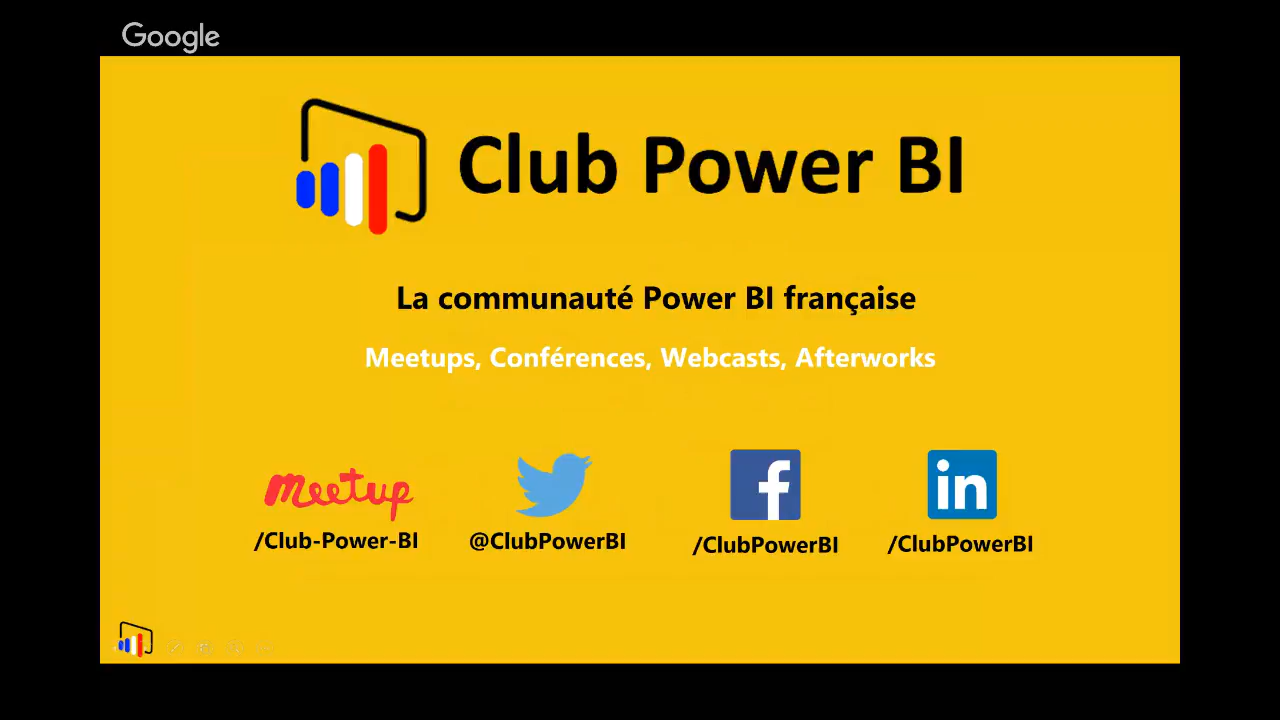 Google
Club Power BI
La communauté Power BI française
Meetups, Conférences, Webcasts, Afterworks
meetup
in
/Club-Power-BI @ClubPowerBI /ClubPowerBI /ClubPowerBI